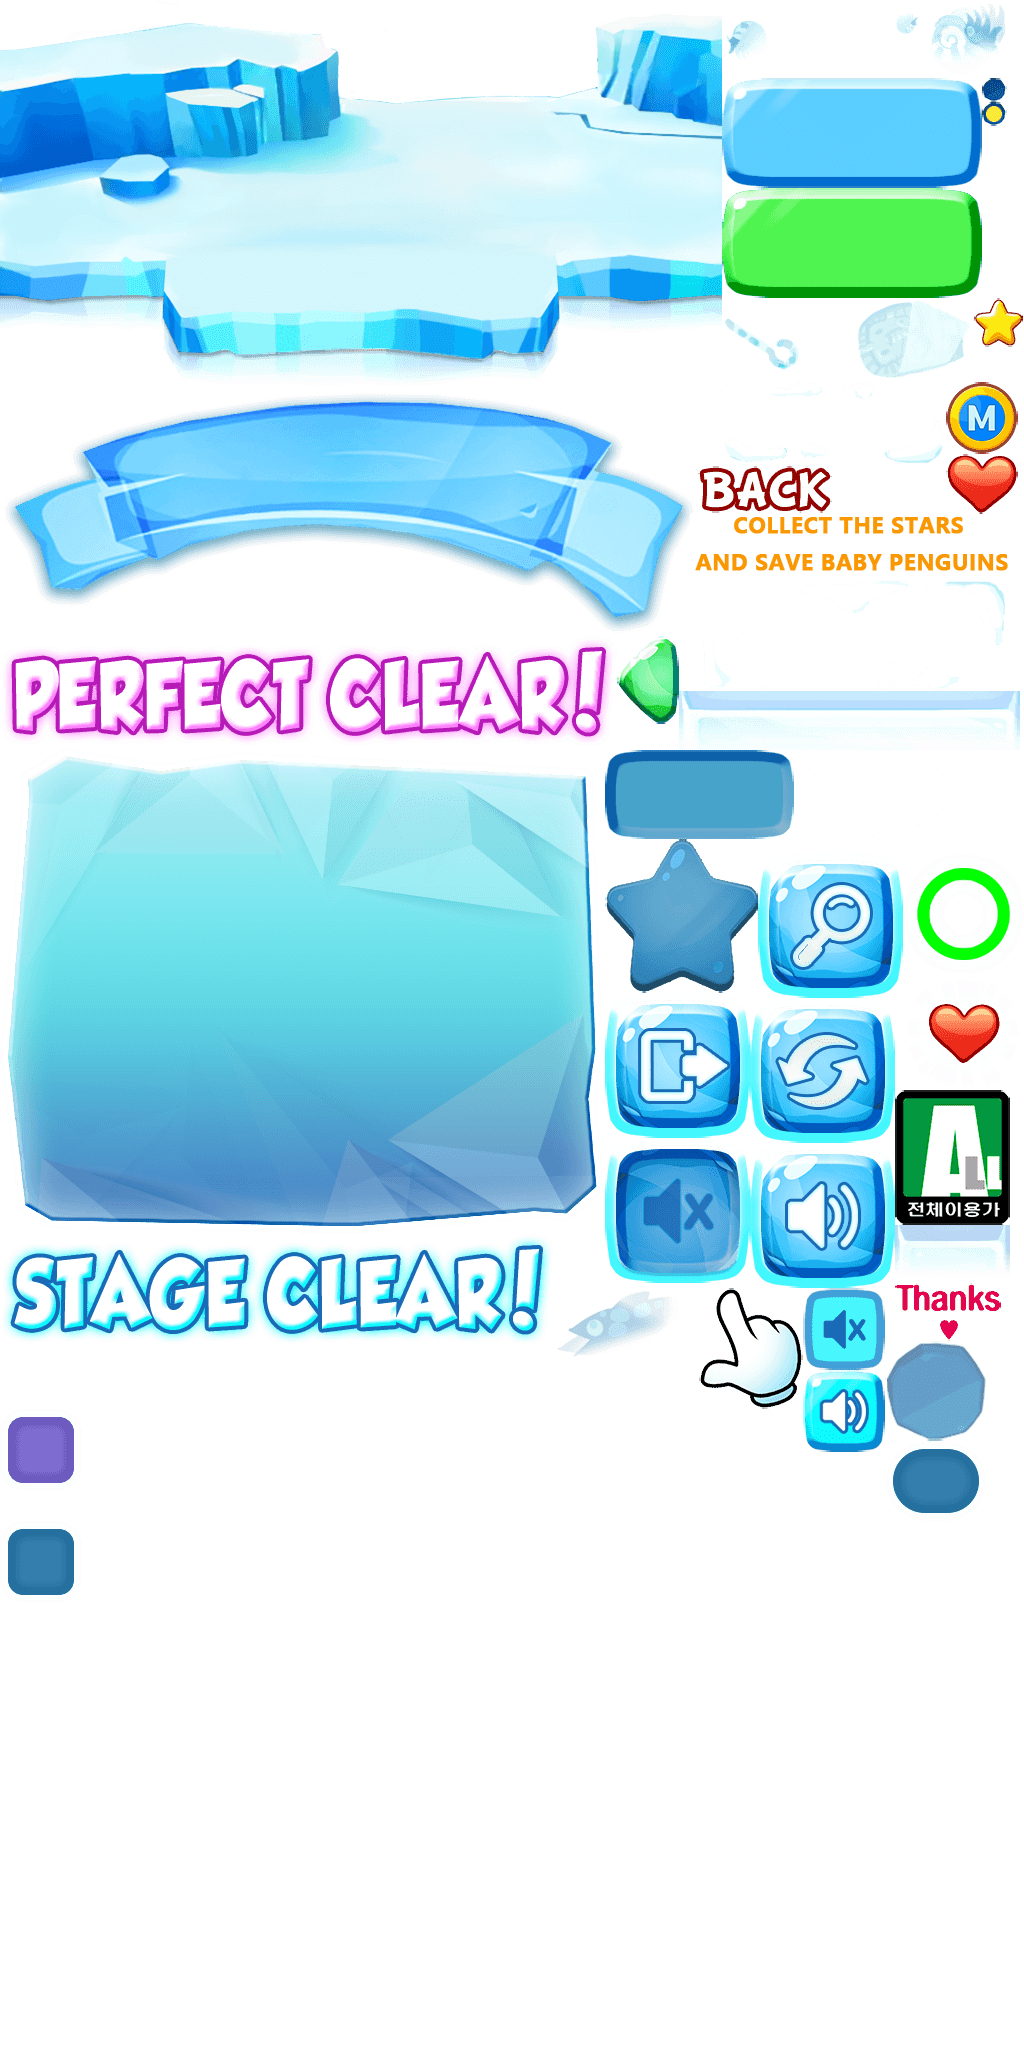 M
BACK
COLLECT THE STARS
AND SAVE BABY PENGUINS
PERFECT CLEAR!
ALL
전체이용가
STAGE CLEAR!
Thanks